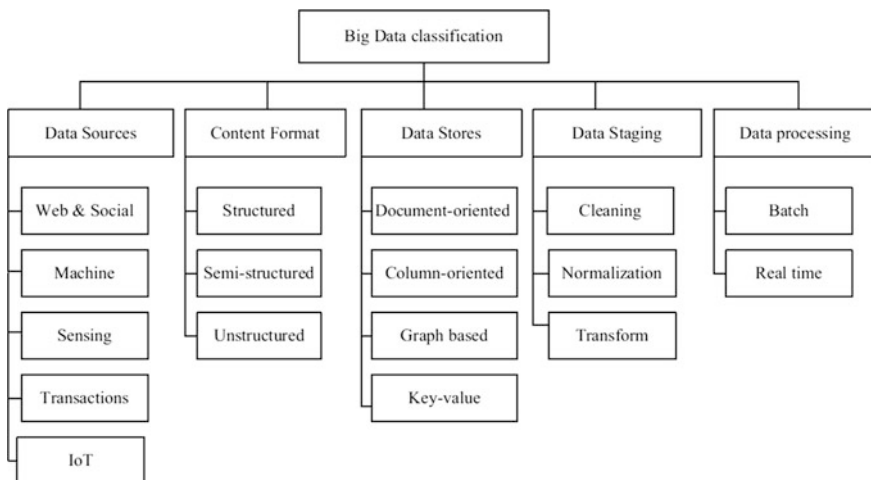 Big Data classification
Data Sources
Content Format
Data Stores
Data Staging
Data processing
Web & Social
Structured
Document-oriented
Cleaning
Batch
Machine
Semi-structured
Column-oriented
Normalization
Real time
Sensing
Unstructured
Graph based
Transform
Transactions
Key-value
IoT